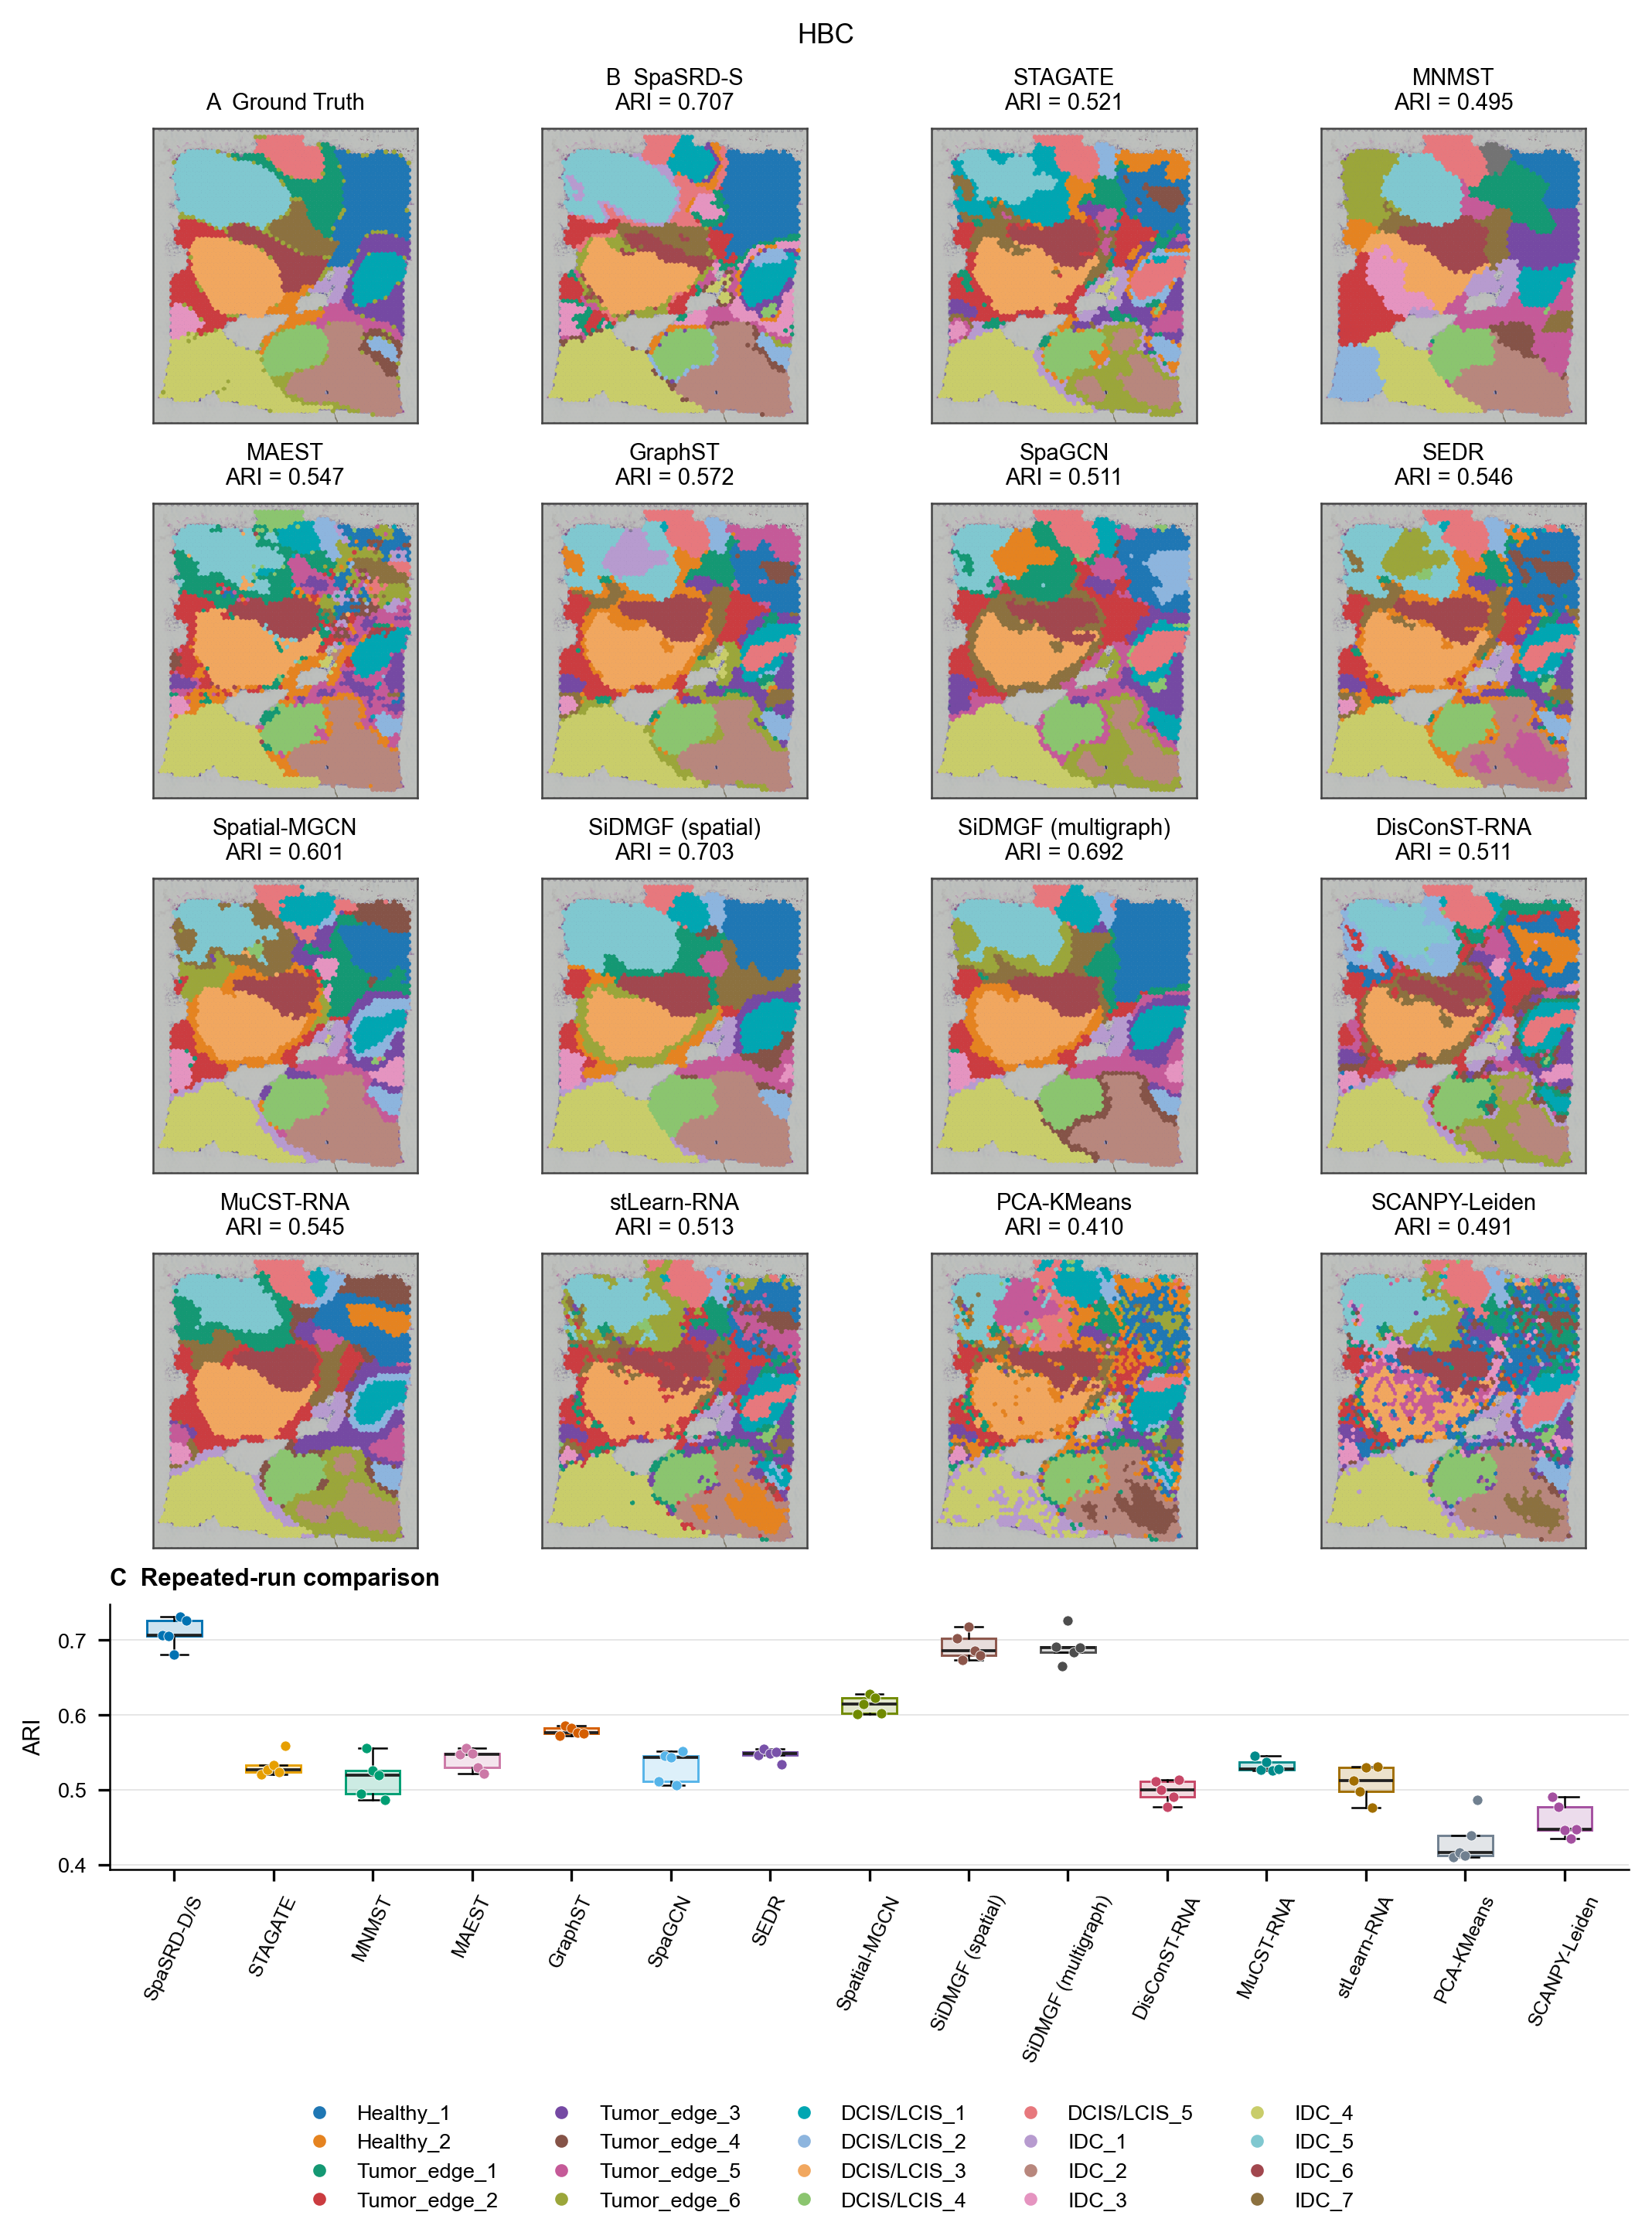 HBC
A  Ground Truth
B  SpaSRD-S
ARI = 0.707
STAGATE
ARI = 0.521
MNMST
ARI = 0.495
MAEST
ARI = 0.547
GraphST
ARI = 0.572
SpaGCN
ARI = 0.511
SEDR
ARI = 0.546
Spatial-MGCN
ARI = 0.601
SiDMGF (spatial)
ARI = 0.703
SiDMGF (multigraph)
ARI = 0.692
DisConST-RNA
ARI = 0.511
MuCST-RNA
ARI = 0.545
stLearn-RNA
ARI = 0.513
PCA-KMeans
ARI = 0.410
SCANPY-Leiden
ARI = 0.491
C  Repeated-run comparison
ARI
0.7
0.6
0.5
0.4
SpaSRD-D/S
STAGATE
MNMST
MAEST
GraphST
SpaGCN
SEDR
Spatial-MGCN
SiDMGF (spatial)
SiDMGF (multigraph)
DisConST-RNA
MuCST-RNA
stLearn-RNA
PCA-KMeans
SCANPY-Leiden
Healthy_1
Healthy_2
Tumor_edge_1
Tumor_edge_2
Tumor_edge_3
Tumor_edge_4
Tumor_edge_5
Tumor_edge_6
DCIS/LCIS_1
DCIS/LCIS_2
DCIS/LCIS_3
DCIS/LCIS_4
DCIS/LCIS_5
IDC_1
IDC_2
IDC_3
IDC_4
IDC_5
IDC_6
IDC_7